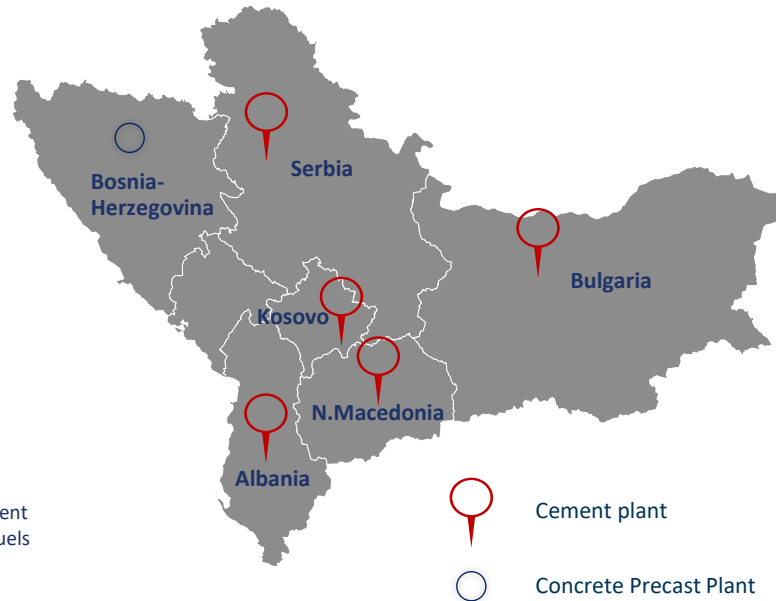 Serbia
Bosnia-
Herzegovina
Bulgaria
Kosovo
N.Macedonia
Albania
ent
uels
Cement plant
Concrete Precast Plant